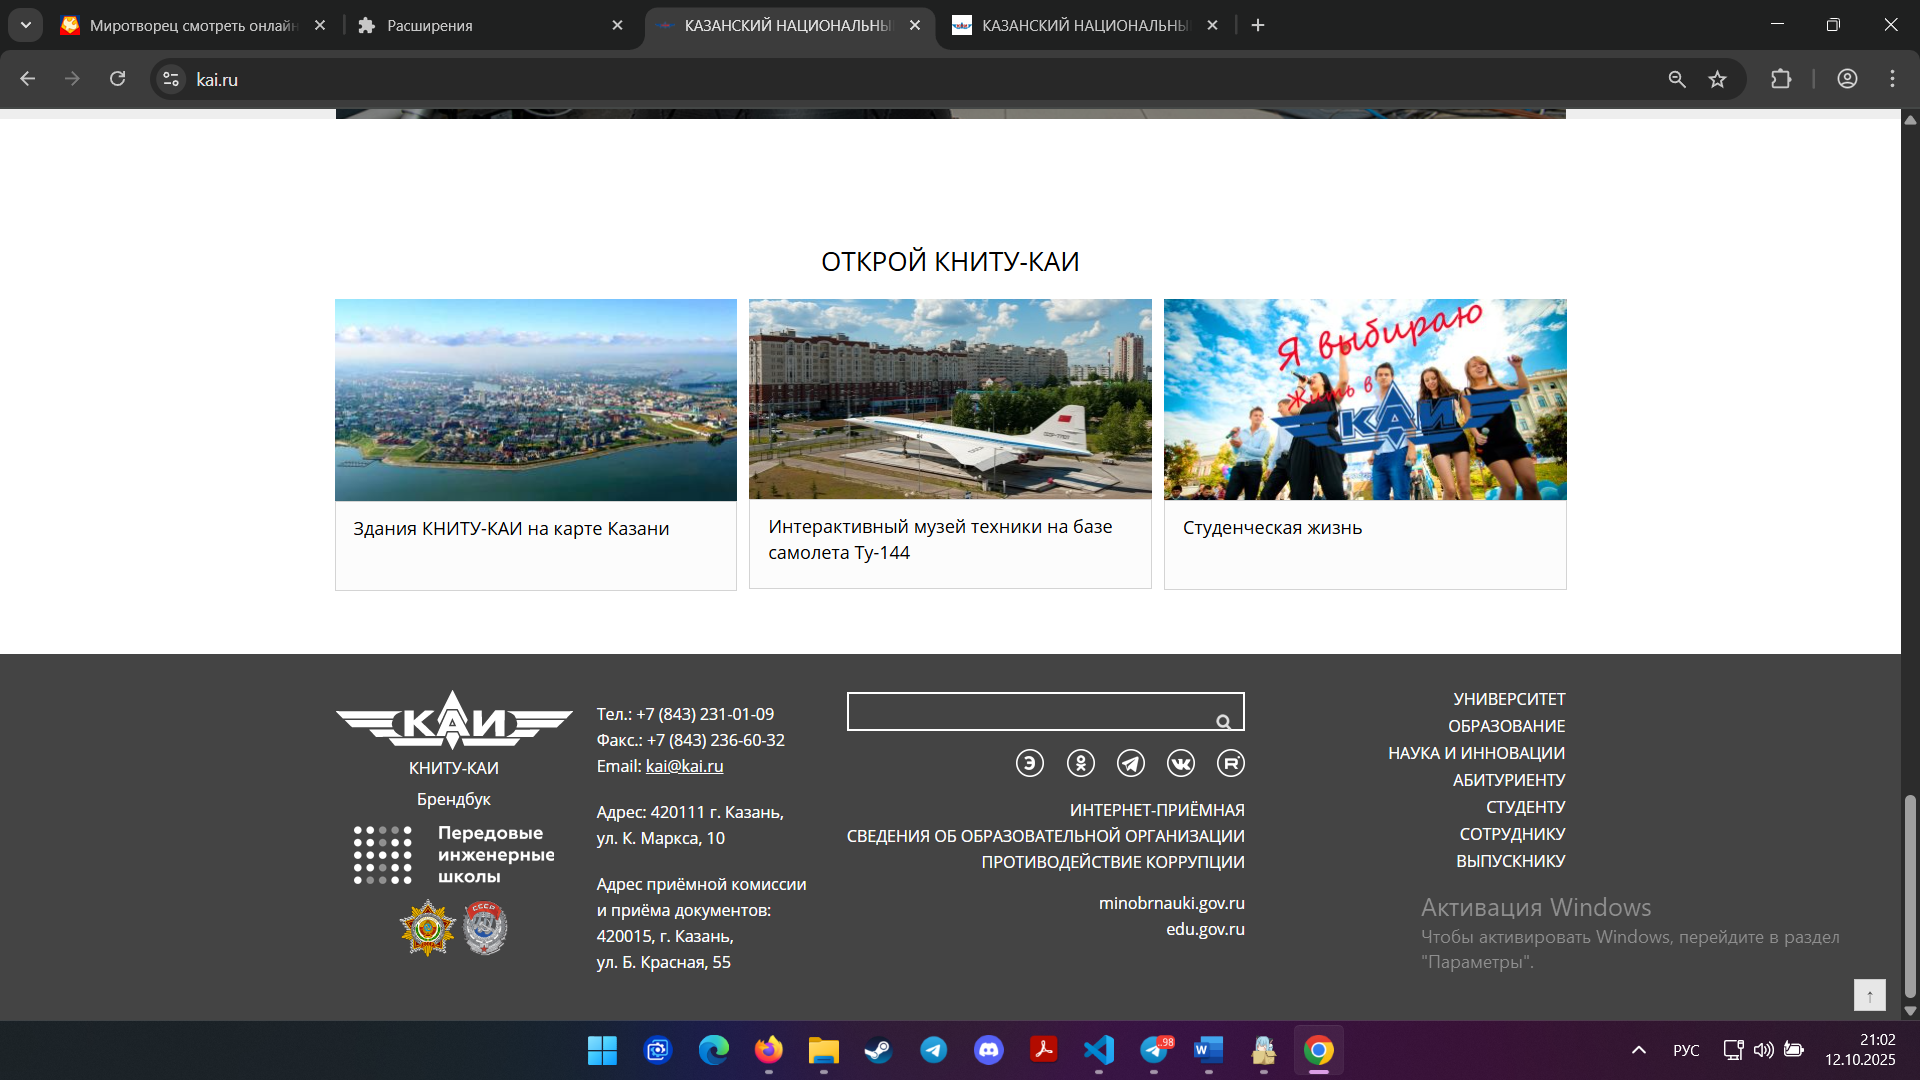 Миротворец смотреть онлайн
Расширения
КАЗАНСКИЙ НАЦИОНАЛЬНЫ
КАЗАНСКИЙ НАЦИОНАЛЬНЫ
kai.ru
ОТКРОЙ КНИТУ-КАИ
Я выбираю
жить в
КАИ
Здания КНИТУ-КАИ на карте Казани
Интерактивный музей техники на базе
самолета Ту-144
Студенческая жизнь
КАИ
КНИТУ-КАИ
Брендбук
Передовые
инженерные
школы
СССР
Тел.: +7 (843) 231-01-09
Факс.: +7 (843) 236-60-32
Email: kai@kai.ru
Адрес: 420111 г. Казань,
ул. К. Маркса, 10
Адрес приёмной комиссии
и приёма документов:
420015, г. Казань,
ул. Б. Красная, 55
ИНТЕРНЕТ-ПРИЁМНАЯ
СВЕДЕНИЯ ОБ ОБРАЗОВАТЕЛЬНОЙ ОРГАНИЗАЦИИ
ПРОТИВОДЕЙСТВИЕ КОРРУПЦИИ
minobrnauki.gov.ru
edu.gov.ru
УНИВЕРСИТЕТ
ОБРАЗОВАНИЕ
НАУКА И ИННОВАЦИИ
АБИТУРИЕНТУ
СТУДЕНТУ
СОТРУДНИКУ
ВЫПУСКНИКУ
Активация Windows
Чтобы активировать Windows, перейдите в раздел
"Параметры".
РУС
21:02
12.10.2025